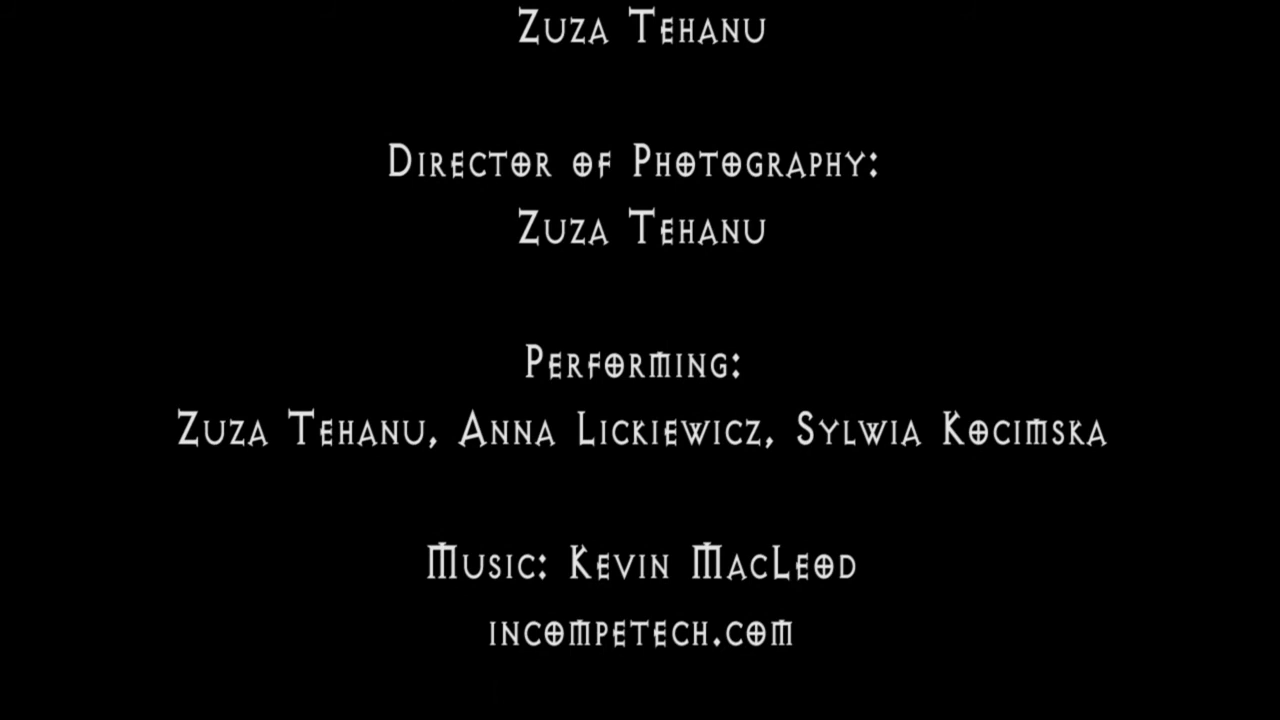 Zuza Tehanu
Director of Photography:
Zuza Tehanu
Performing:
Zuza Tehanu, Anna Lickiewicz, Sylwia Kocimska
Music: Kevin MacLeod
incompetech.com